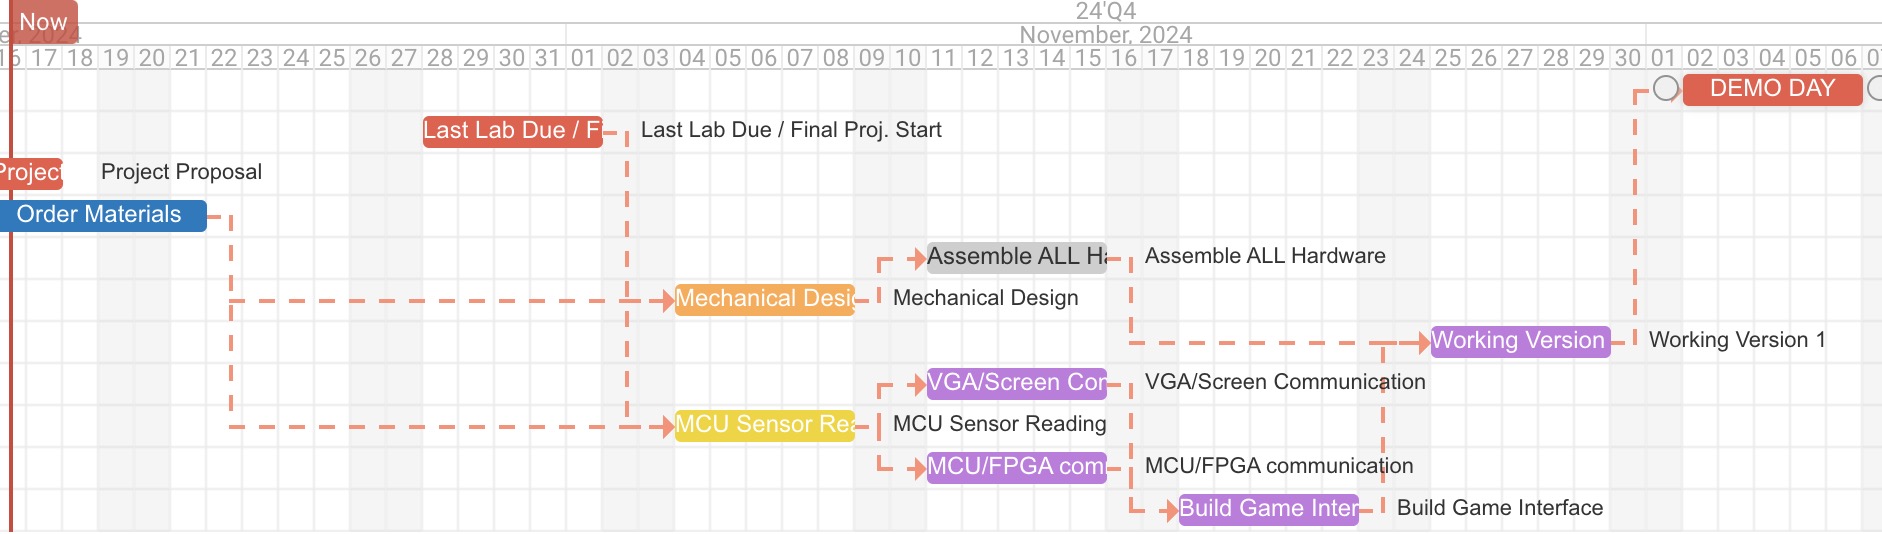 24'Q4
Now
er, 2024
November, 2024
16 17 18 19 20 21 22 23 24 25 26 27 28 29 30 31 01 02 03 04 05 06 07 08 09 10 11 12 13 14 15 16 17 18 19 20 21 22 23 24 25 26 27 28 29 30 01 02 03 04 05 06
DEMO DAY
Last Lab Due / F Last Lab Due / Final Proj. Start
Project Project Proposal
Order Materials
Assemble ALL Ha Assemble ALL Hardware
Mechanical Desig Mechanical Design
Working Version Working Version 1
VGA/Screen Con VGA/Screen Communication
MCU Sensor Rea MCU Sensor Reading
MCU/FPGA com MCU/FPGA communication
Build Game Inter Build Game Interface